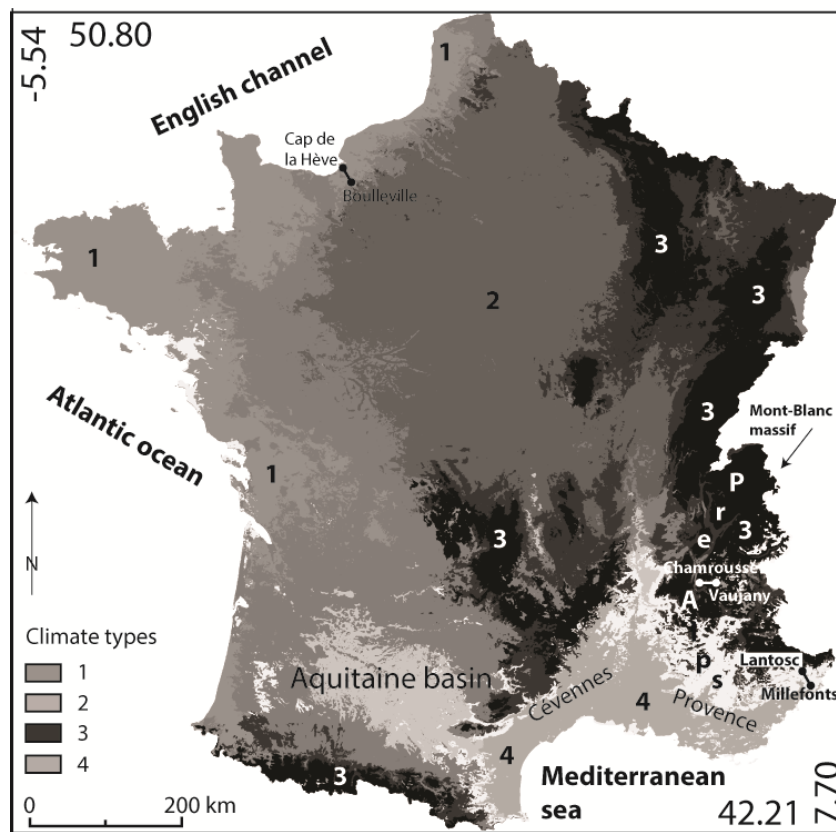 -5.54
50.80
English channel
1
Cap de
la Hève
Boulleville
1
3
3
2
Atlantic ocean
3
Mont-Blanc
massif
1
P
r
e
3
3
N
Chamrousse
Vaujany
A
Climate types
1
2
3
4
Aquitaine basin
Cévennes
4
p
s
Provence
Lantosc
Millefonts
4
3
0
200 km
Mediterranean
sea
42.21
7.70